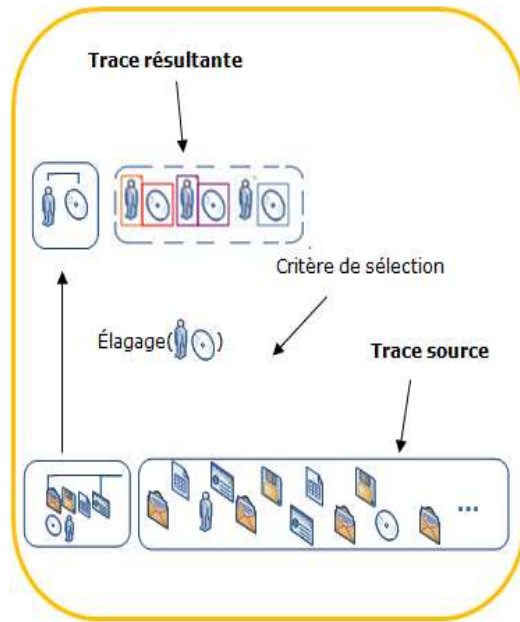 Trace résultante
Critère de sélection
Élagage( )
Trace source
...